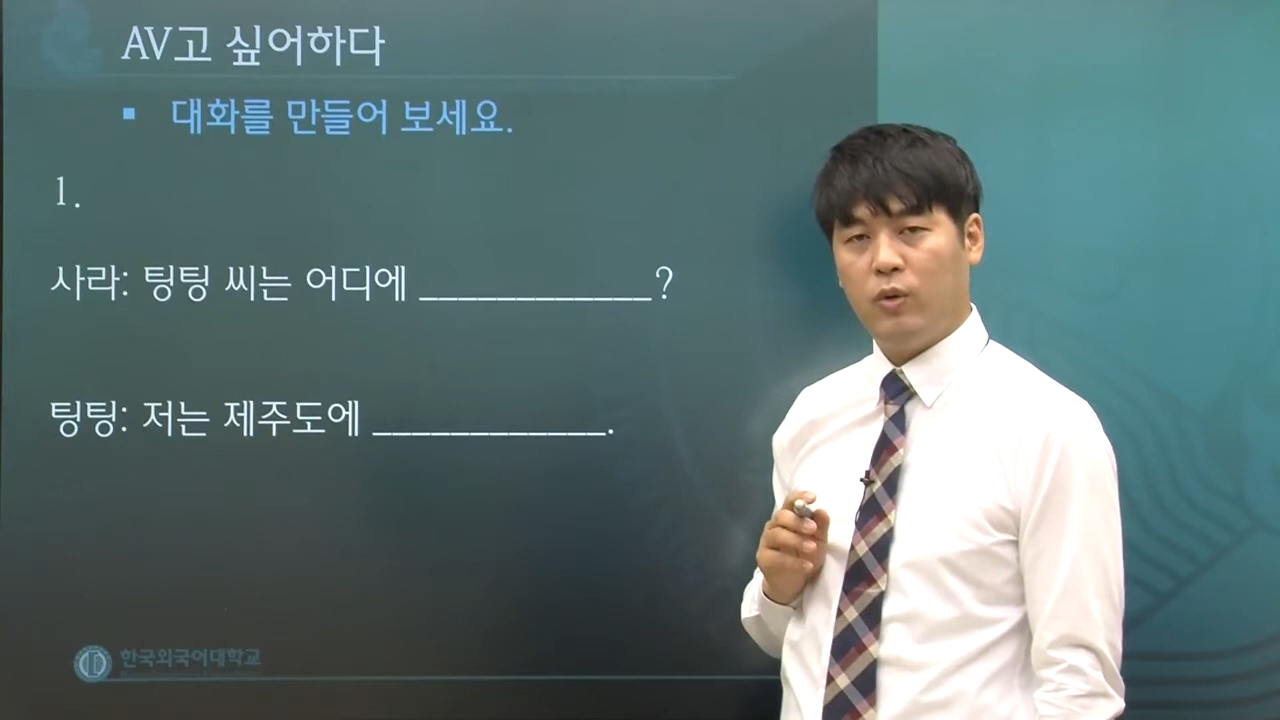 AV고 싶어하다
▪ 대화를 만들어 보세요.
1.
사라: 팅팅 씨는 어디에 ____________?
팅팅: 저는 제주도에 ____________.
한국외국어대학교